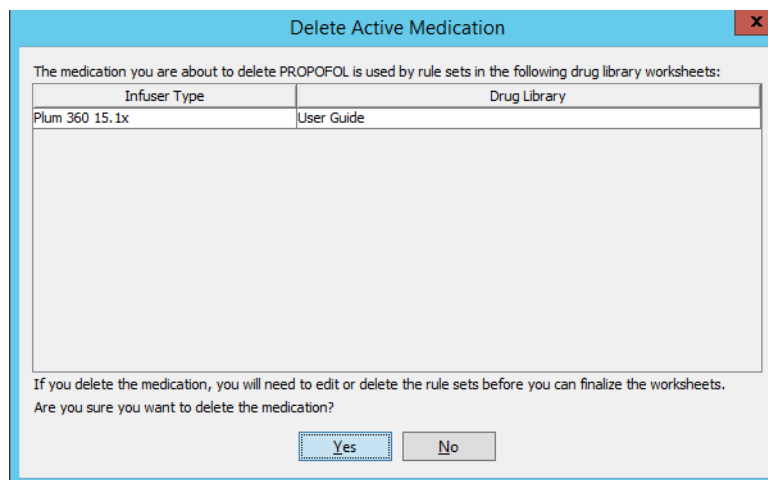 Delete Active Medication
x
The medication you are about to delete PROPOFOL is used by rule sets in the following drug library worksheets:
Infuser Type Drug Library
Plum 360 15.1x User Guide
If you delete the medication, you will need to edit or delete the rule sets before you can finalize the worksheets.
Are you sure you want to delete the medication?
Yes No